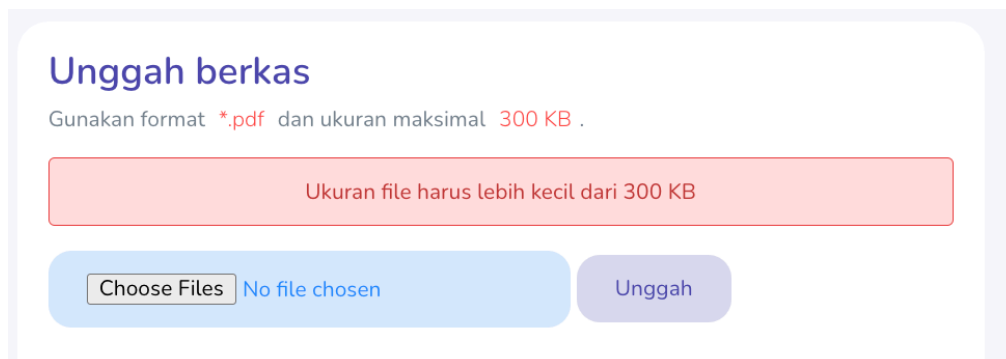 Unggah berkas
Gunakan format *.pdf dan ukuran maksimal 300 KB .
Ukuran file harus lebih kecil dari 300 KB
Choose Files No file chosen Unggah